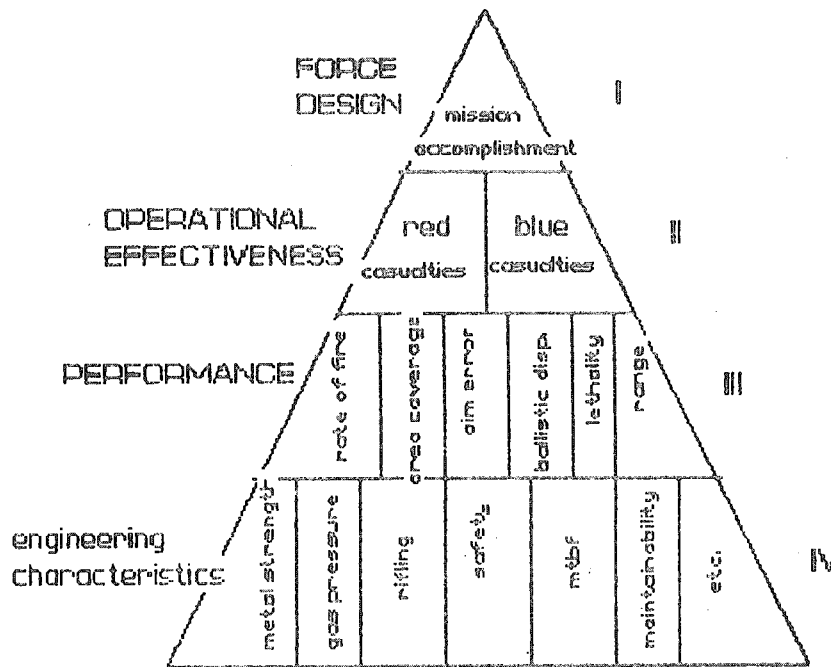 FORCE
DESIGN
mission
accomplishment
I
OPERATIONAL
EFFECTIVENESS
red
casualties
blue
casualties
II
PERFORMANCE
rate of fire
area coverage
aim error
ballistic disp.
lethality
range
III
engineering
characteristics
metal strength
gas pressure
rifling
safety
mtbf
maintainability
etc.
IV